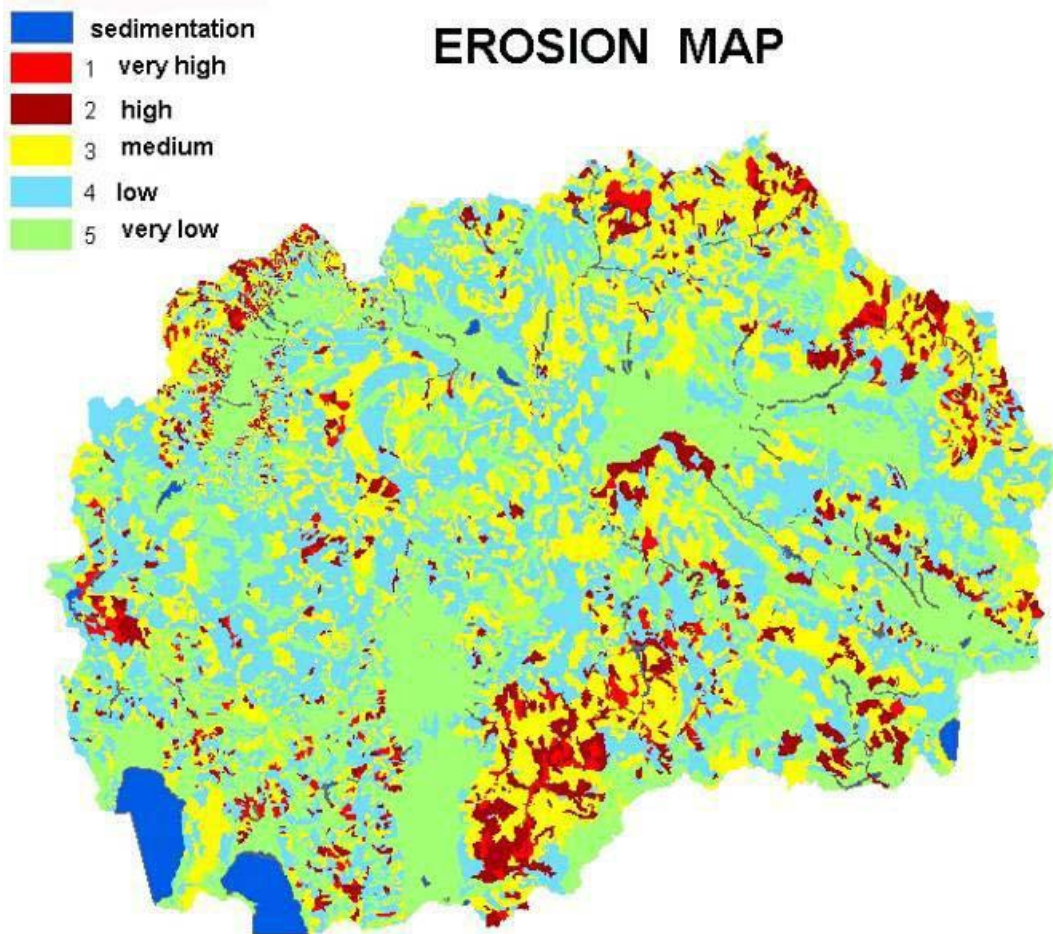 sedimentation
EROSION MAP
1 very high
2 high
3 medium
4 low
5 very low